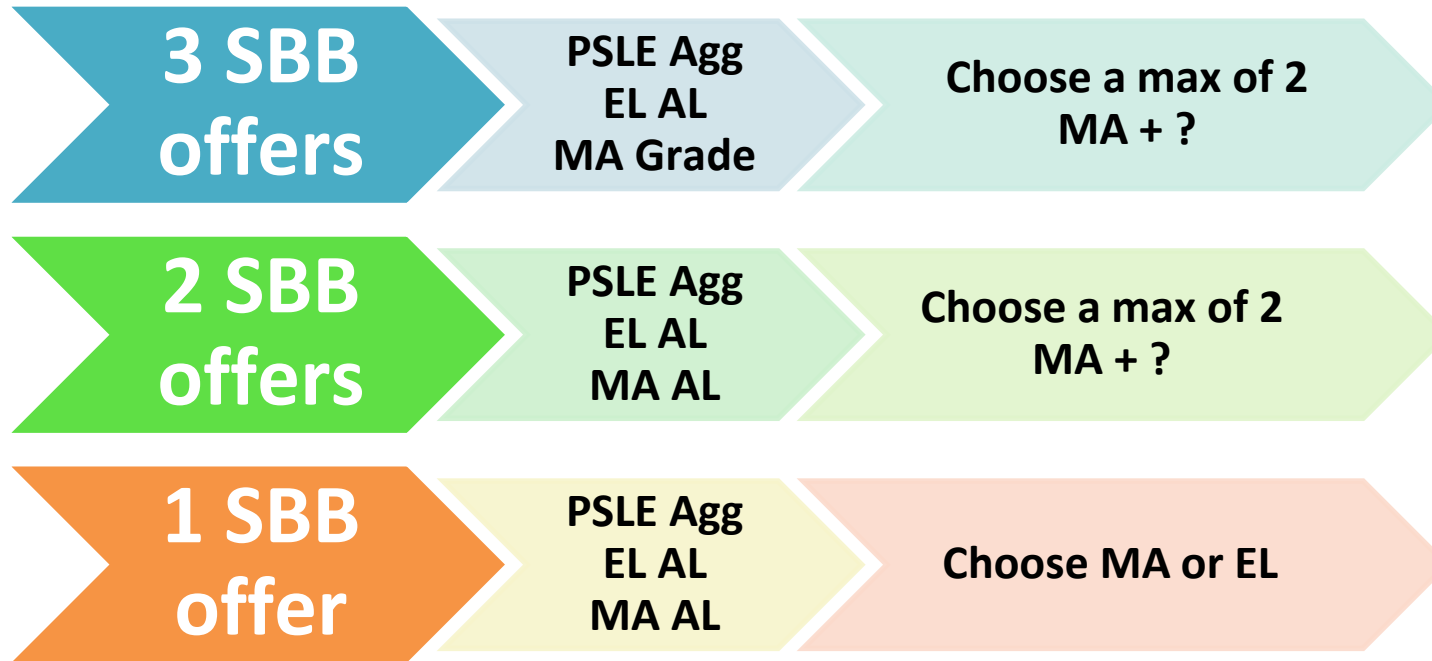 3 SBB
offers
PSLE Agg
EL AL
MA Grade
Choose a max of 2
MA + ?
2 SBB
offers
PSLE Agg
EL AL
MA AL
Choose a max of 2
MA + ?
1 SBB
offer
PSLE Agg
EL AL
MA AL
Choose MA or EL